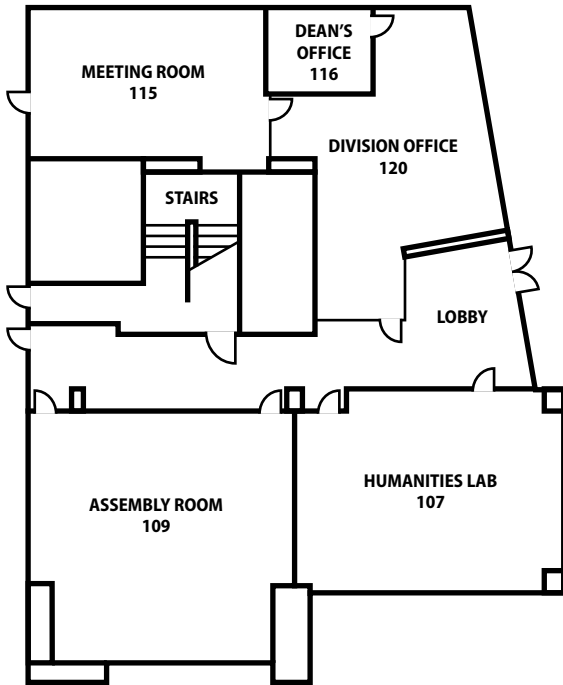 DEAN'S
OFFICE
116
MEETING ROOM
115
DIVISION OFFICE
120
STAIRS
LOBBY
HUMANITIES LAB
107
ASSEMBLY ROOM
109